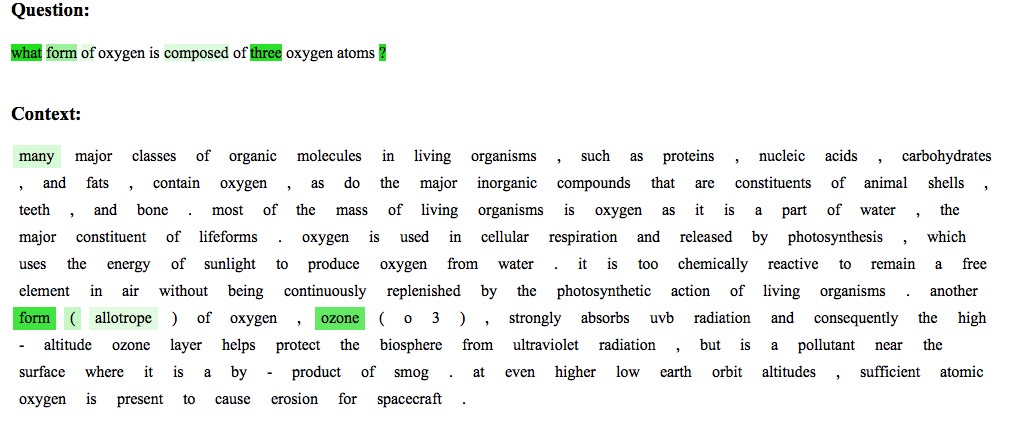 Question:
what form of oxygen is composed of three oxygen atoms ?
Context:
many major classes of organic molecules in living organisms , such as proteins , nucleic acids , carbohydrates
, and fats , contain oxygen , as do the major inorganic compounds that are constituents of animal shells ,
teeth , and bone . most of the mass of living organisms is oxygen as it is a part of water , the
major constituent of lifeforms . oxygen is used in cellular respiration and released by photosynthesis , which
uses the energy of sunlight to produce oxygen from water . it is too chemically reactive to remain a free
element in air without being continuously replenished by the photosynthetic action of living organisms . another
form ( allotrope ) of oxygen , ozone ( o 3 ) , strongly absorbs uvb radiation and consequently the high
- altitude ozone layer helps protect the biosphere from ultraviolet radiation , but is a pollutant near the
surface where it is a by - product of smog . at even higher low earth orbit altitudes , sufficient atomic
oxygen is present to cause erosion for spacecraft .